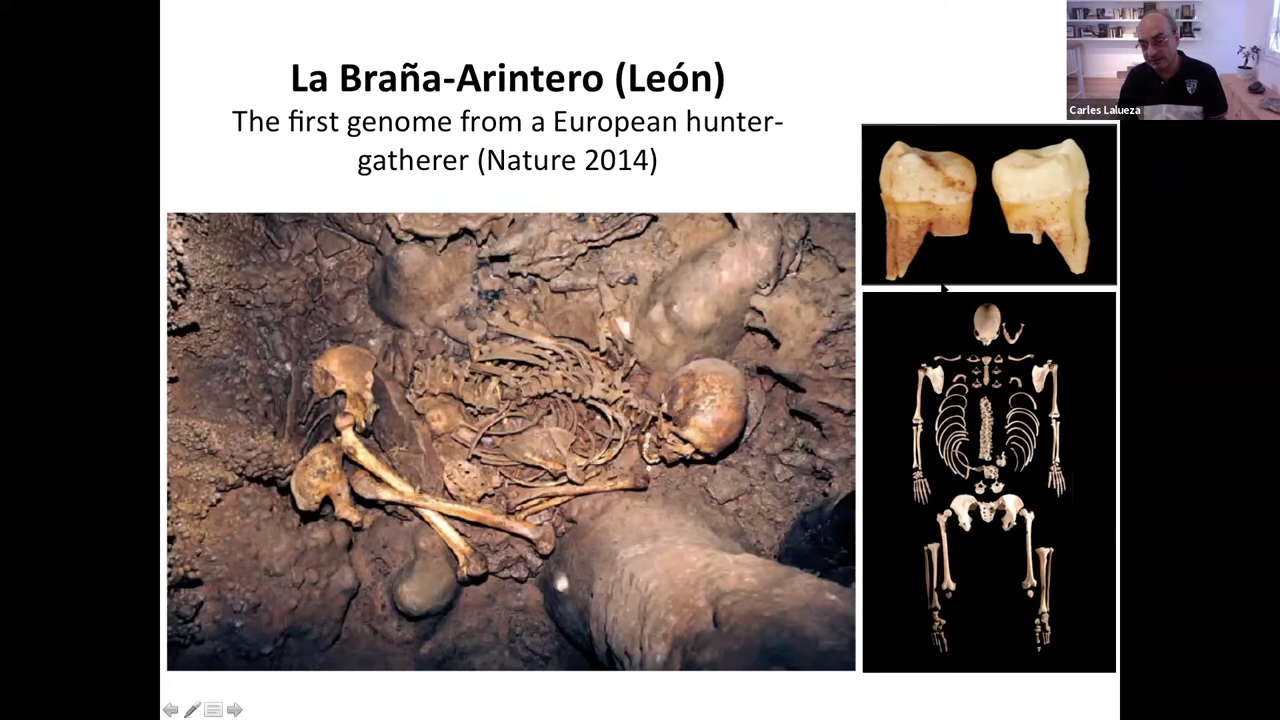 La Braña-Arintero (León)
The first genome from a European hunter-
gatherer (Nature 2014)
Carles Lalueza